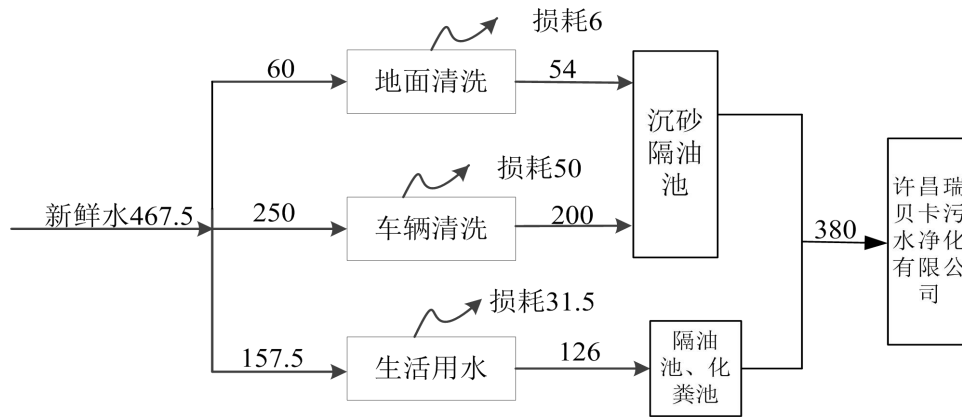 损耗6
60
地面清洗
54
沉砂
隔油
池
损耗50
新鲜水467.5
250
车辆清洗
200
380
许昌瑞
贝卡污
水净化
有限公
司
损耗31.5
157.5
生活用水
126
隔油
池、化
粪池